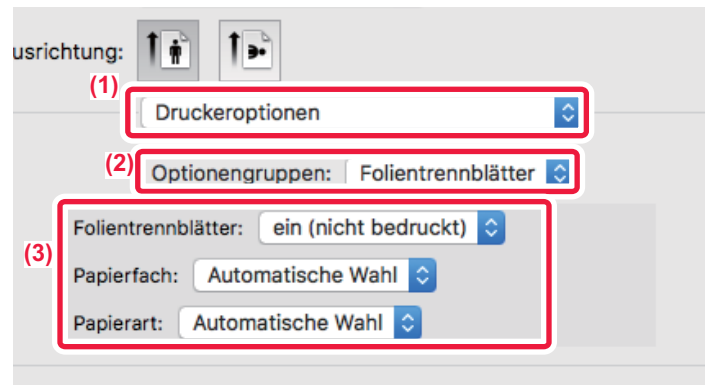 usrichtung:
(1)
Druckeroptionen
(2)
Optionengruppen: Folientrennblätter
(3)
Folientrennblätter: ein (nicht bedruckt)
Papierfach: Automatische Wahl
Papierart: Automatische Wahl